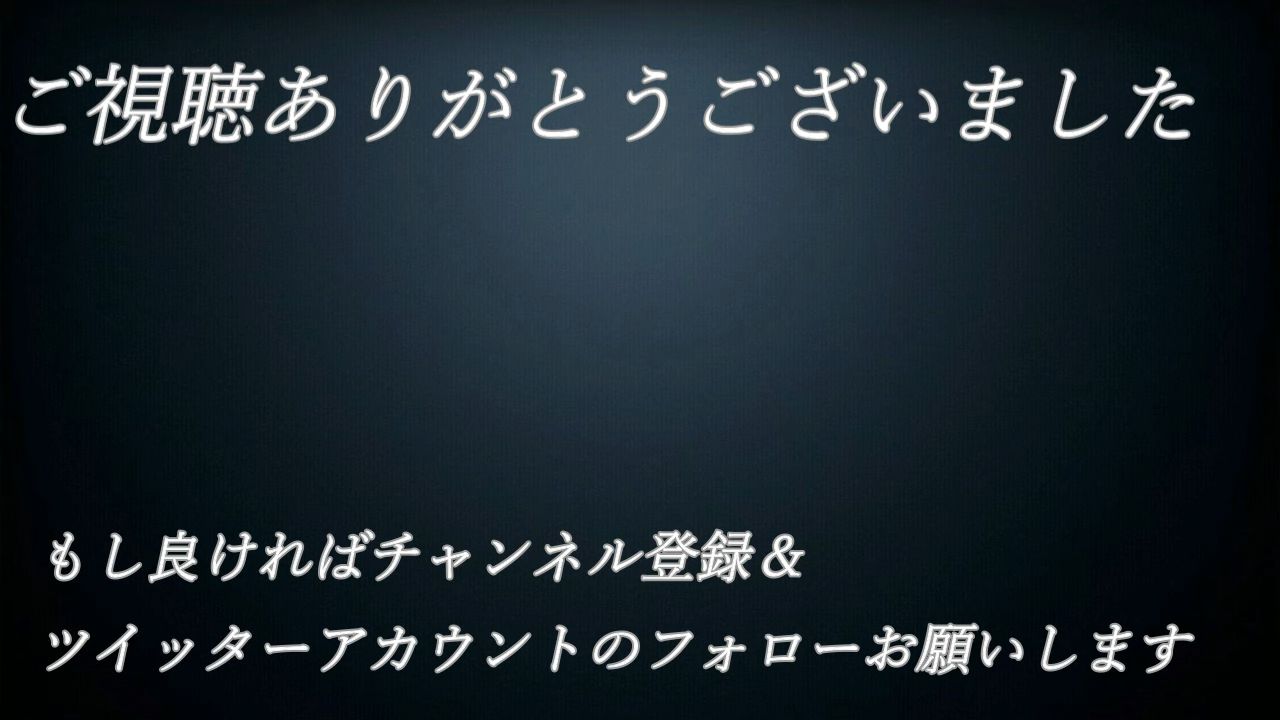 ご視聴ありがとうございました
もし良ければチャンネル登録＆
ツイッターアカウントのフォローお願いします